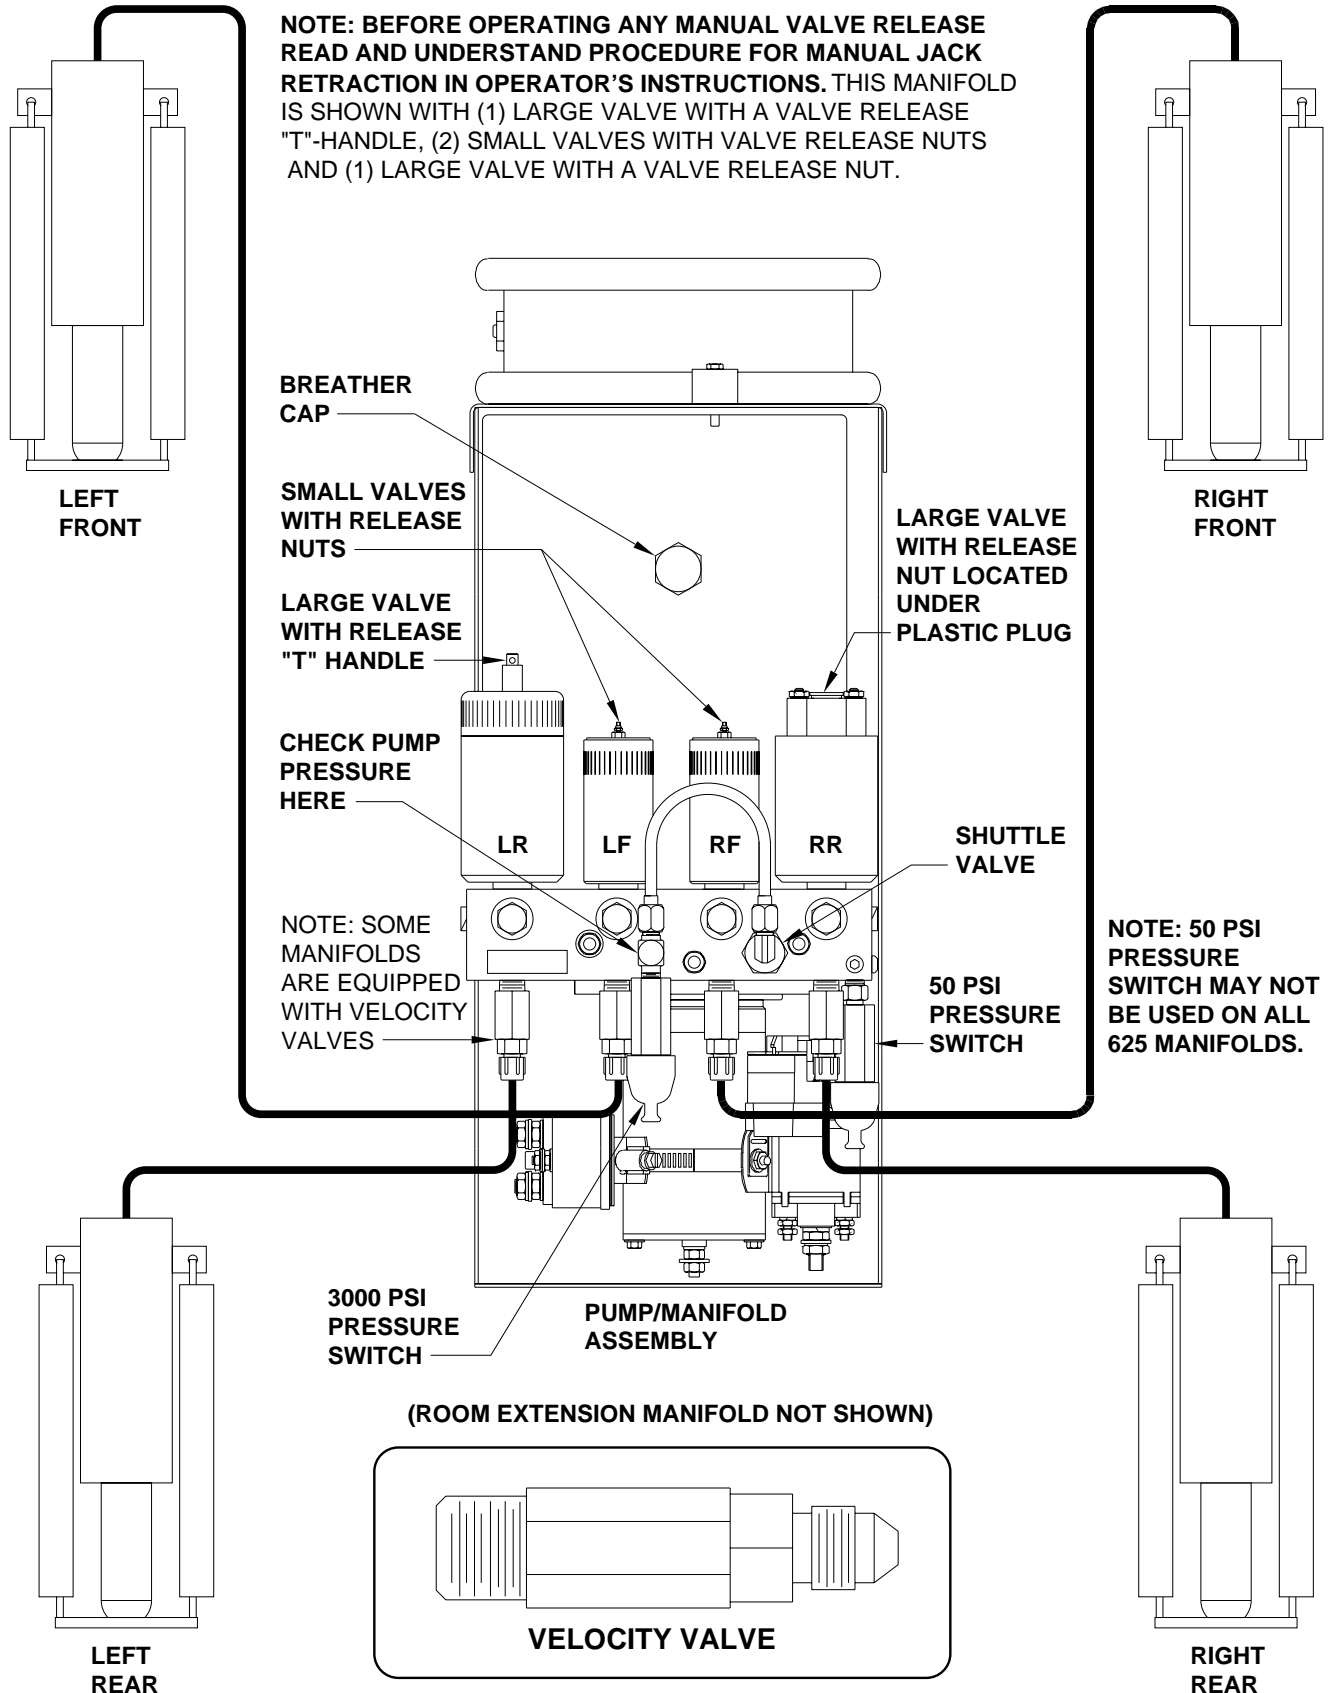 NOTE: BEFORE OPERATING ANY MANUAL VALVE RELEASE
READ AND UNDERSTAND PROCEDURE FOR MANUAL JACK
RETRACTION IN OPERATOR'S INSTRUCTIONS. THIS MANIFOLD
IS SHOWN WITH (1) LARGE VALVE WITH A VALVE RELEASE
"T"-HANDLE, (2) SMALL VALVES WITH VALVE RELEASE NUTS
AND (1) LARGE VALVE WITH A VALVE RELEASE NUT.
BREATHER
CAP
LEFT
FRONT
SMALL VALVES
WITH RELEASE
NUTS
RIGHT
FRONT
LARGE VALVE
WITH RELEASE
NUT LOCATED
UNDER
PLASTIC PLUG
LARGE VALVE
WITH RELEASE
"T" HANDLE
CHECK PUMP
PRESSURE
HERE
LR
LF
RF
RR
SHUTTLE
VALVE
NOTE: SOME
MANIFOLDS
ARE EQUIPPED
WITH VELOCITY
VALVES
50 PSI
PRESSURE
SWITCH
NOTE: 50 PSI
PRESSURE
SWITCH MAY NOT
BE USED ON ALL
625 MANIFOLDS.
3000 PSI
PRESSURE
SWITCH
PUMP/MANIFOLD
ASSEMBLY
(ROOM EXTENSION MANIFOLD NOT SHOWN)
VELOCITY VALVE
LEFT
REAR
RIGHT
REAR